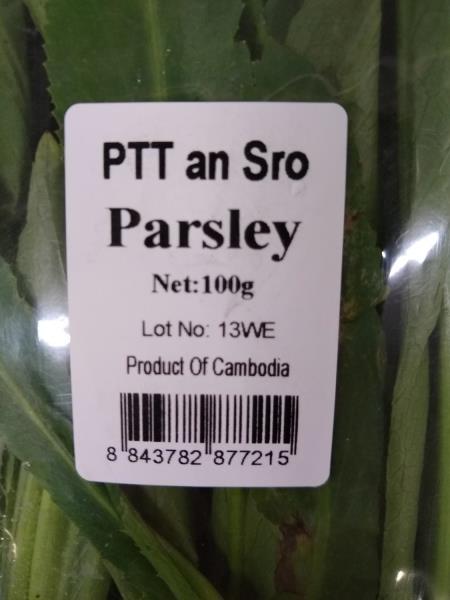 PTT an Sro
Parsley
Net:100g
Lot No: 13WE
Product Of Cambodia
8 843782 877215